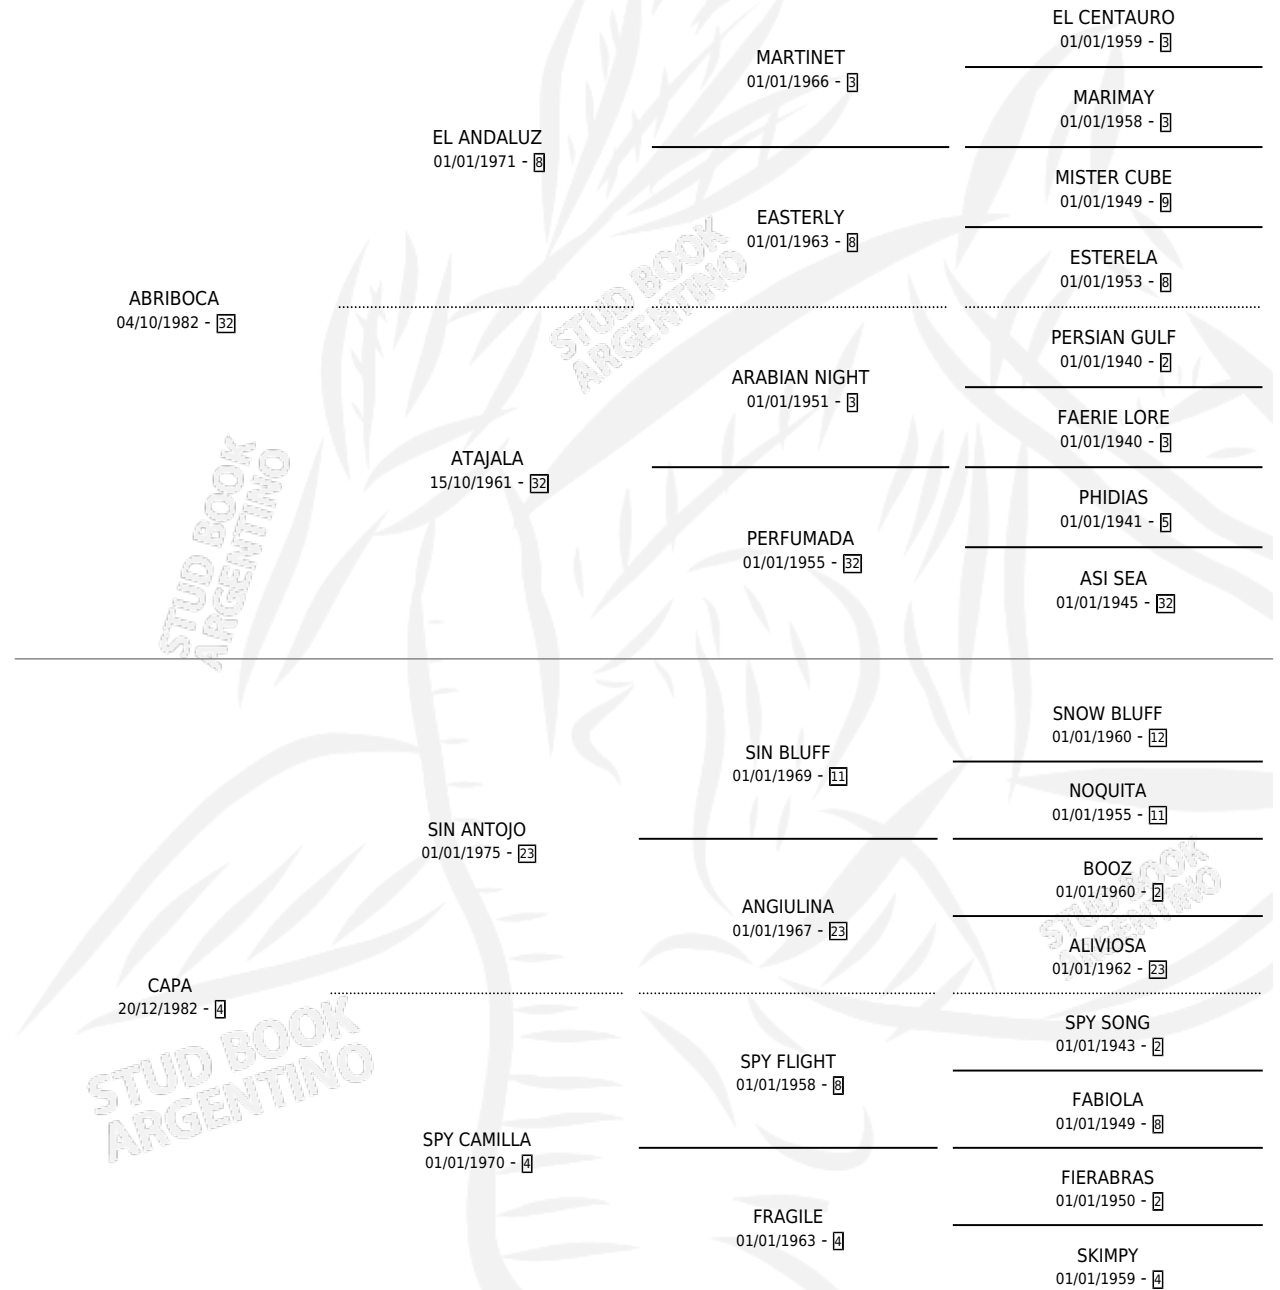 EL CENTAURO
01/01/1959 - 3
MARTINET
01/01/1966 - 3
MARIMAY
01/01/1958 - 3
EL ANDALUZ
01/01/1971 - 8
MISTER CUBE
01/01/1949 - 9
EASTERLY
01/01/1963 - 8
ESTERELA
01/01/1953 - 8
ABRIBOCA
04/10/1982 - 32
PERSIAN GULF
01/01/1940 - 2
ARABIAN NIGHT
01/01/1951 - 3
FAERIE LORE
01/01/1940 - 3
ATAJALA
15/10/1961 - 32
PHIDIAS
01/01/1941 - 5
PERFUMADA
01/01/1955 - 32
ASI SEA
01/01/1945 - 32
STUD BOOK
ARGENTINO
STUD BOOK
ARGENTINO
SNOW BLUFF
01/01/1960 - 12
SIN BLUFF
01/01/1969 - 11
NOQUITA
01/01/1955 - 11
SIN ANTOJO
01/01/1975 - 23
BOOZ
01/01/1960 - 2
ANGIULINA
01/01/1967 - 23
ALIVIOSA
01/01/1962 - 23
CAPA
20/12/1982 - 4
SPY SONG
01/01/1943 - 2
SPY FLIGHT
01/01/1958 - 8
FABIOLA
01/01/1949 - 8
SPY CAMILLA
01/01/1970 - 4
FIERABRAS
01/01/1950 - 2
FRAGILE
01/01/1963 - 4
SKIMPY
01/01/1959 - 4
STUD BOOK
ARGENTINO
STUD BOOK
ARGENTINO